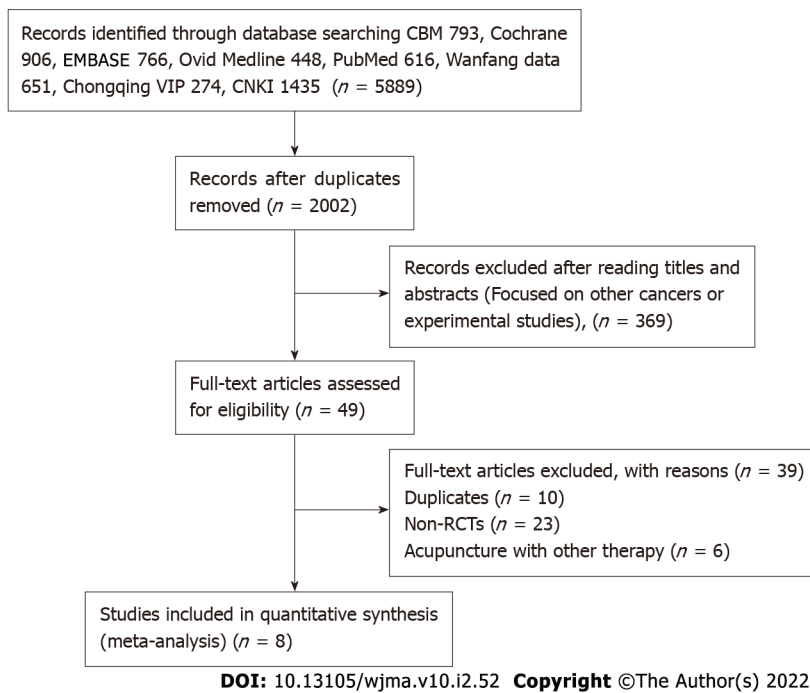 Records identified through database searching CBM 793, Cochrane
906, EMBASE 766, Ovid Medline 448, PubMed 616, Wanfang data
651, Chongqing VIP 274, CNKI 1435 (n = 5889)
Records after duplicates
removed (n = 2002)
Records excluded after reading titles and
abstracts (Focused on other cancers or
experimental studies), (n = 369)
Full-text articles assessed
for eligibility (n = 49)
Full-text articles excluded, with reasons (n = 39)
Duplicates (n = 10)
Non-RCTs (n = 23)
Acupuncture with other therapy (n = 6)
Studies included in quantitative synthesis
(meta-analysis) (n = 8)
DOI: 10.13105/wjma.v10.i2.52 Copyright ©The Author(s) 2022